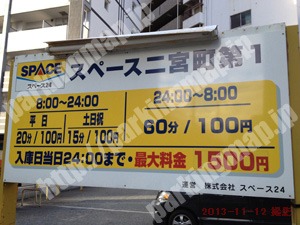 SPACE
スペース24
スペース二宮町第1
8:00～24:00
24:00～8:00
平日
土日祝
20分/100円
15分/100円
60分/100円
入庫日当日24:00まで・最大料金 1500円
運営 株式会社 スペース24
2013-11-12